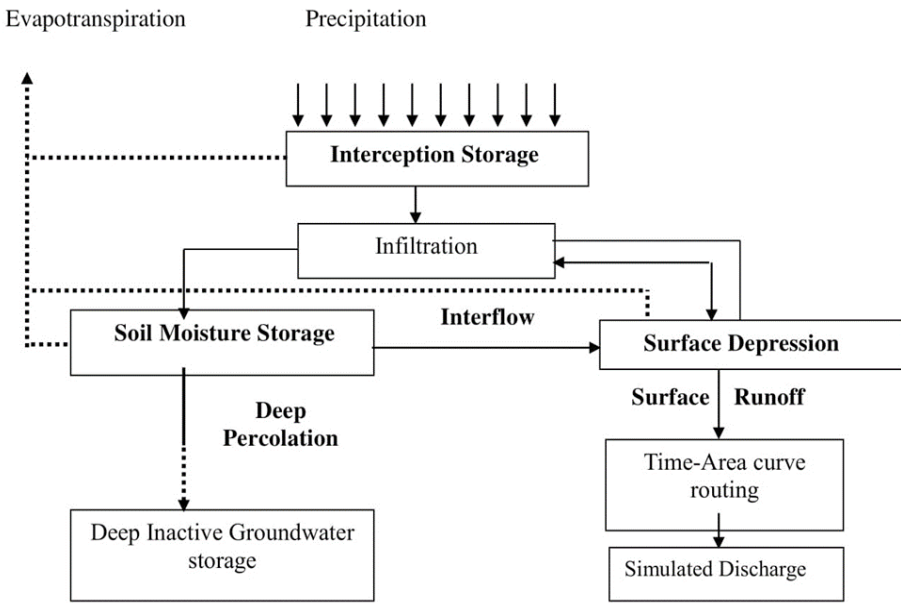 Evapotranspiration
Precipitation
Interception Storage
Infiltration
Interflow
Soil Moisture Storage
Surface Depression
Surface Runoff
Deep
Percolation
Time-Area curve
routing
Deep Inactive Groundwater
storage
Simulated Discharge